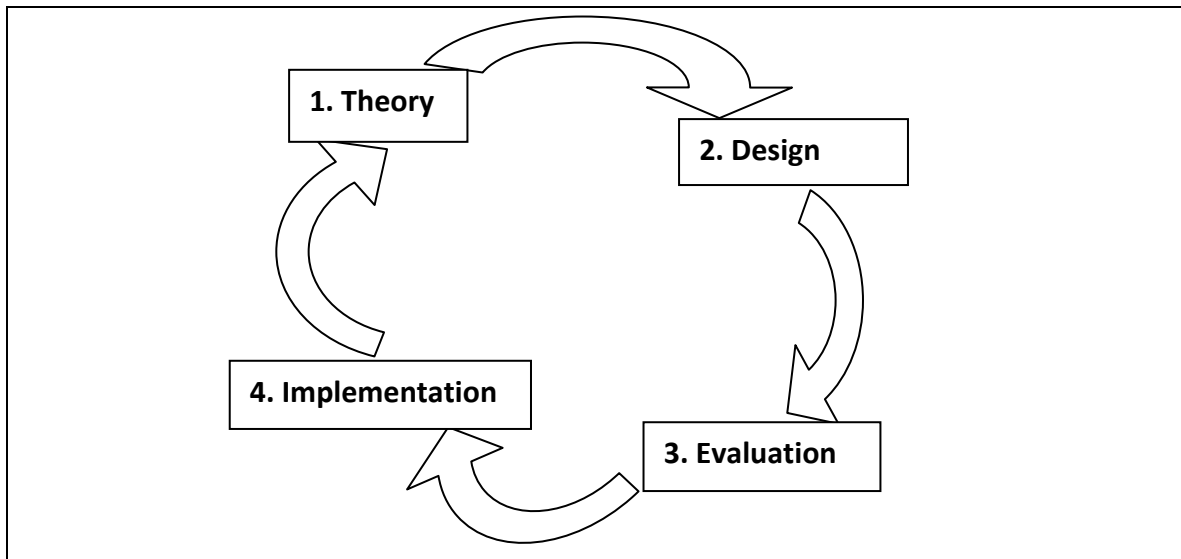 1. Theory
2. Design
3. Evaluation
4. Implementation